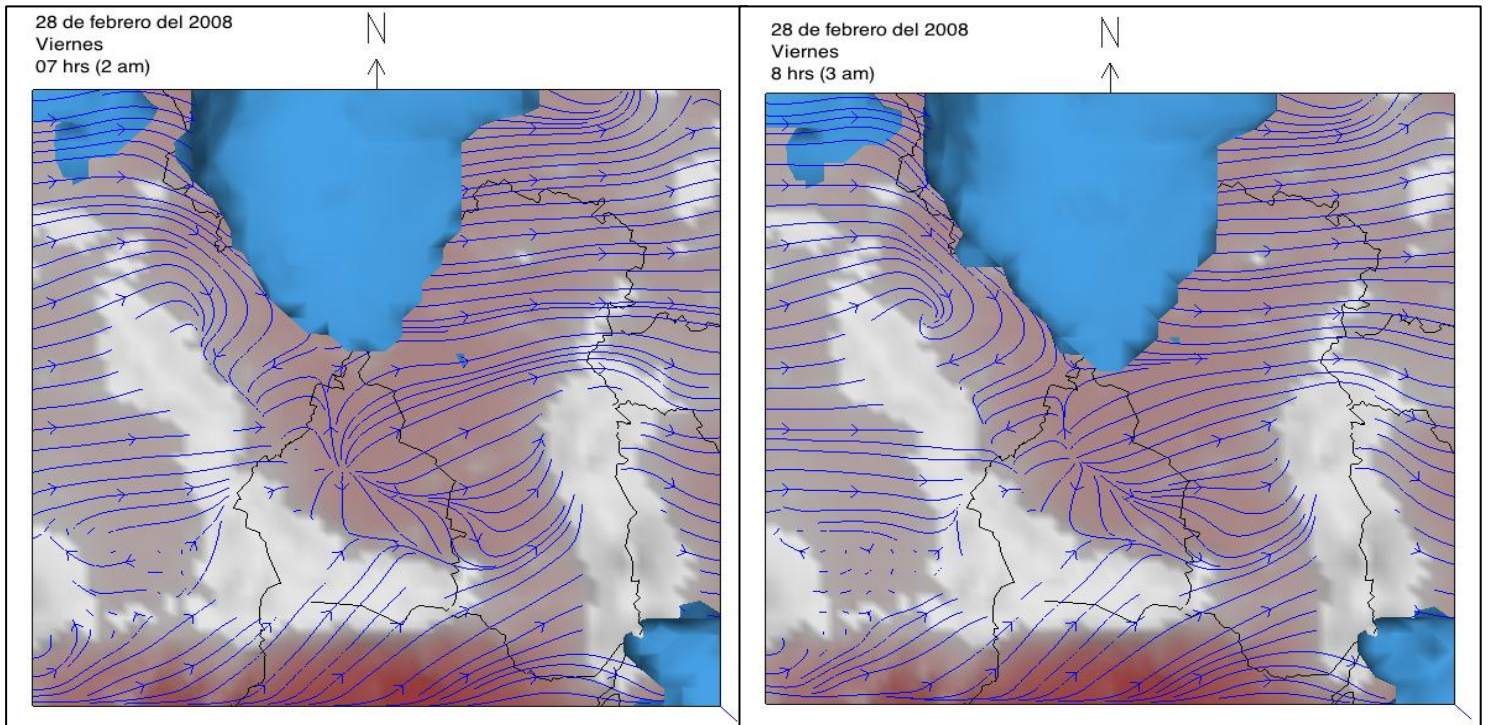 28 de febrero del 2008
Viernes
07 hrs (2 am)
N
28 de febrero del 2008
Viernes
8 hrs (3 am)
N